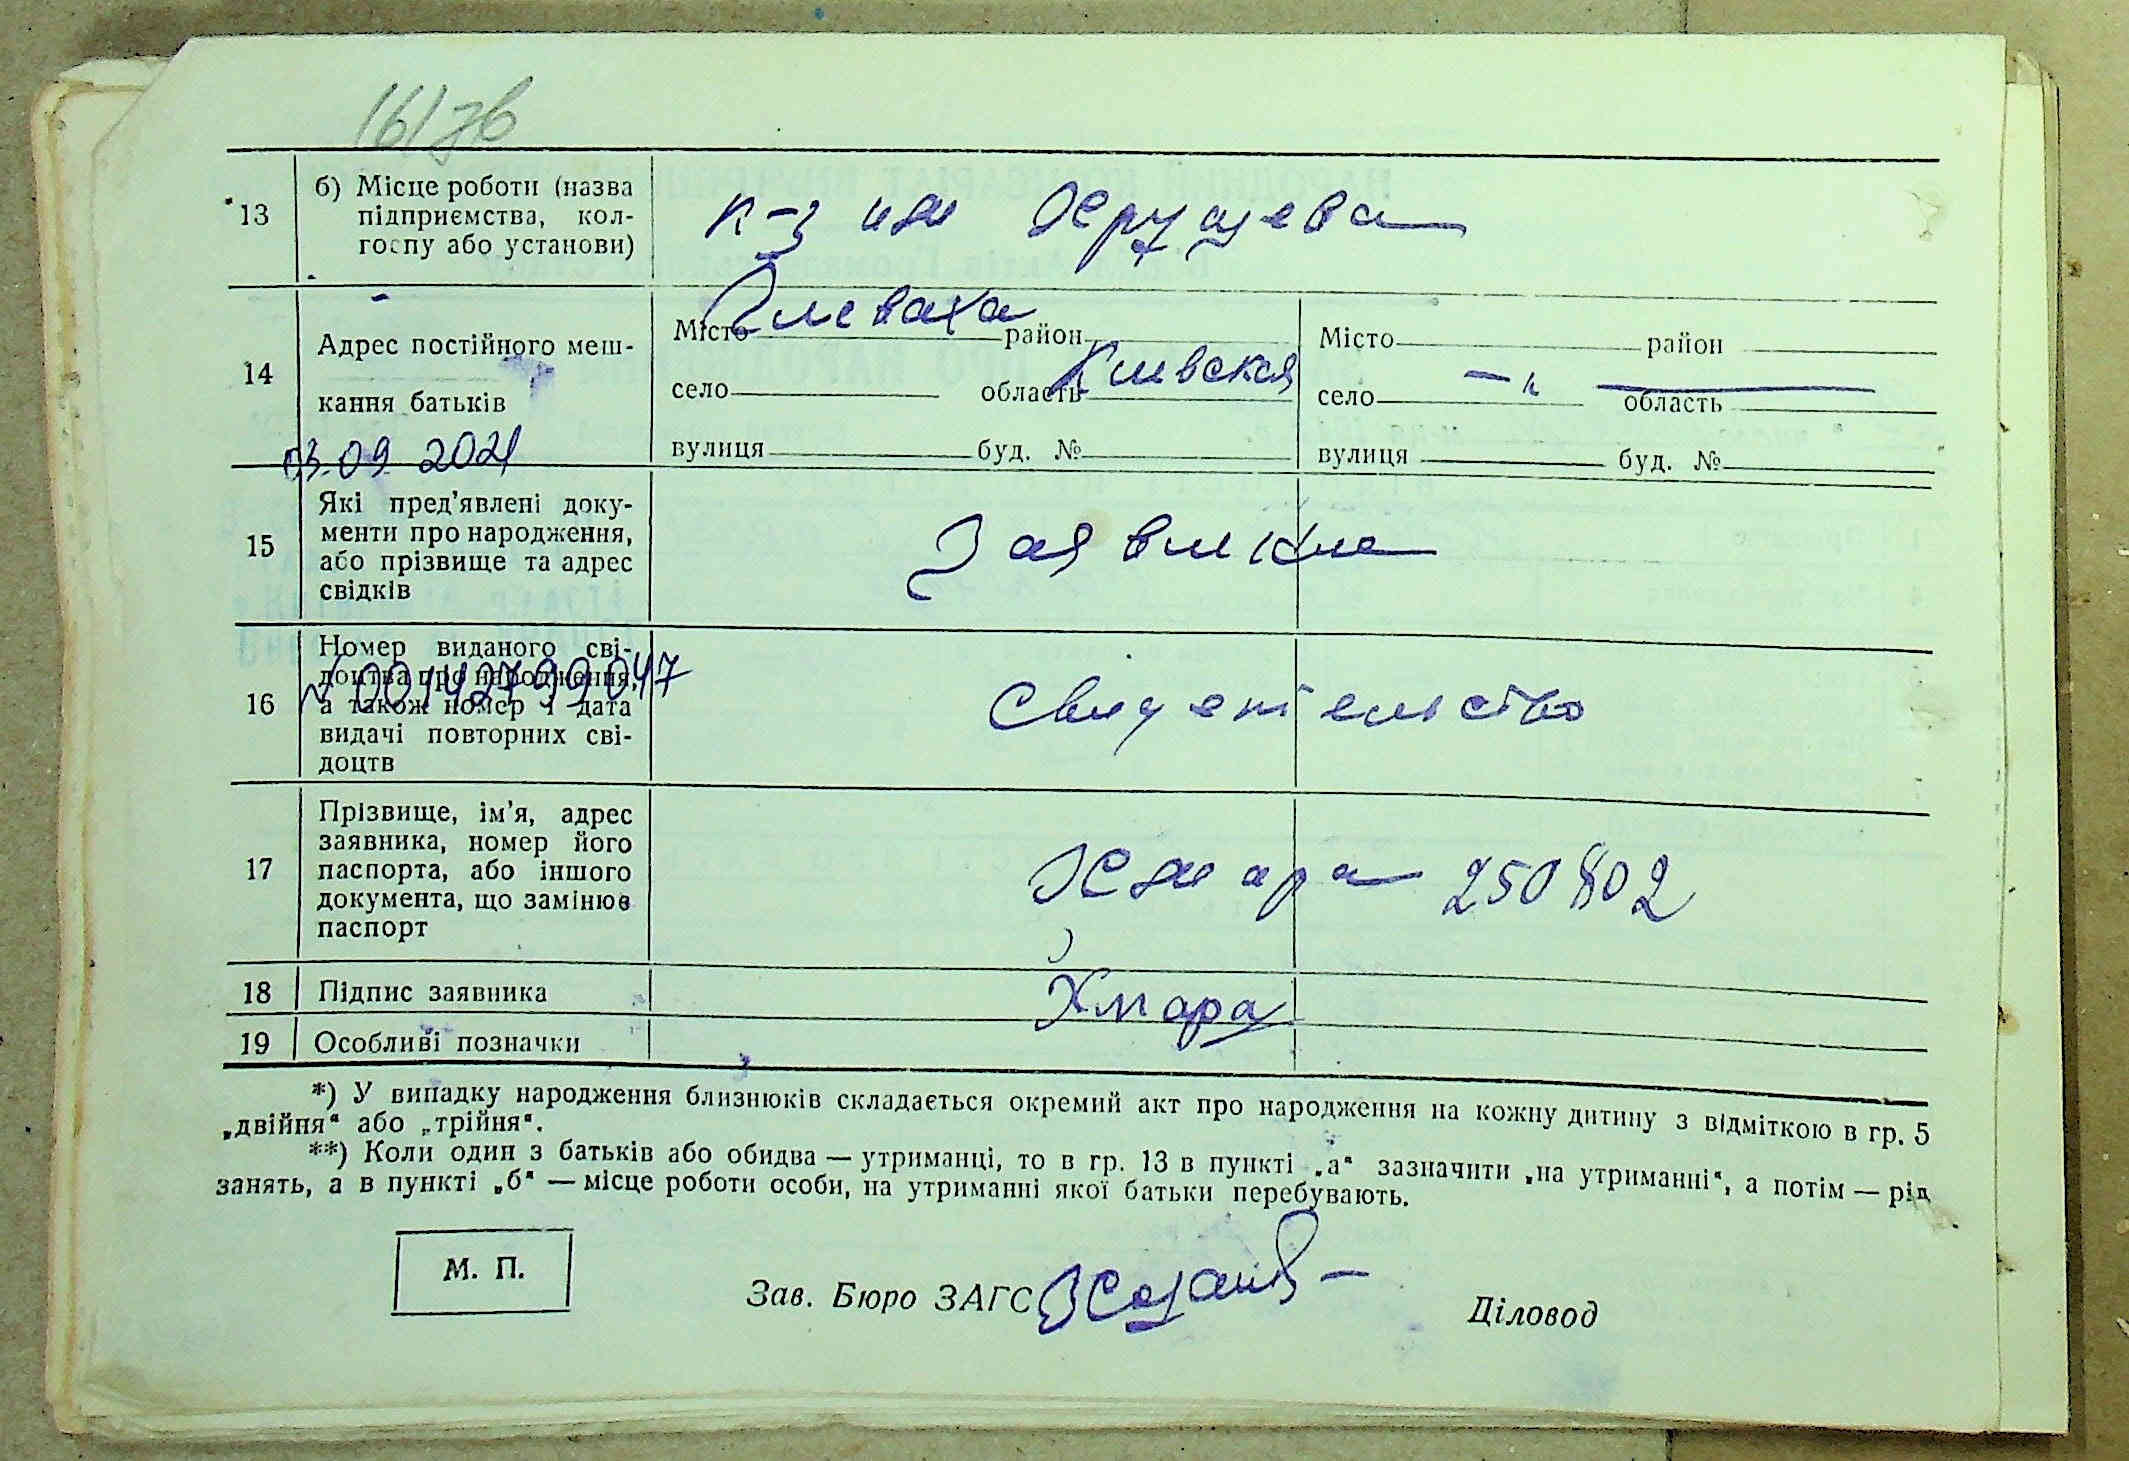 161зв
13 б) Місце роботи (назва
підприємства, кол-
госпу або установи)
к-з им Хрущева
14 Адрес постійного меш-
кання батьків
Місто Глеваха район
село область Киевская
вулиця буд. №
Місто район
село — " — область
вулиця буд. №
03.09 2021
15 Які пред'явлені доку-
менти про народження,
або прізвище та адрес
свідків
Заявление
16 Номер виданого сві-
доцтва про народження,
а також номер і дата
видачі повторних сві-
доцтв
N 00142799047
Свидетельство
17 Прізвище, ім'я, адрес
заявника, номер його
паспорта, або іншого
документа, що замінює
паспорт
Хмара 250802
18 Підпис заявника
Хмара
19 Особливі позначки
*) У випадку народження близнюків складається окремий акт про народження на кожну дитину з відміткою в гр. 5
„двійня“ або „трійня“.
**) Коли один з батьків або обидва — утриманці, то в гр. 13 в пункті „а“ зазначити „на утриманні“, а потім — рід
занять, а в пункті „б“ — місце роботи особи, на утриманні якої батьки перебувають.
М. П.
Зав. Бюро ЗАГС
Діловод